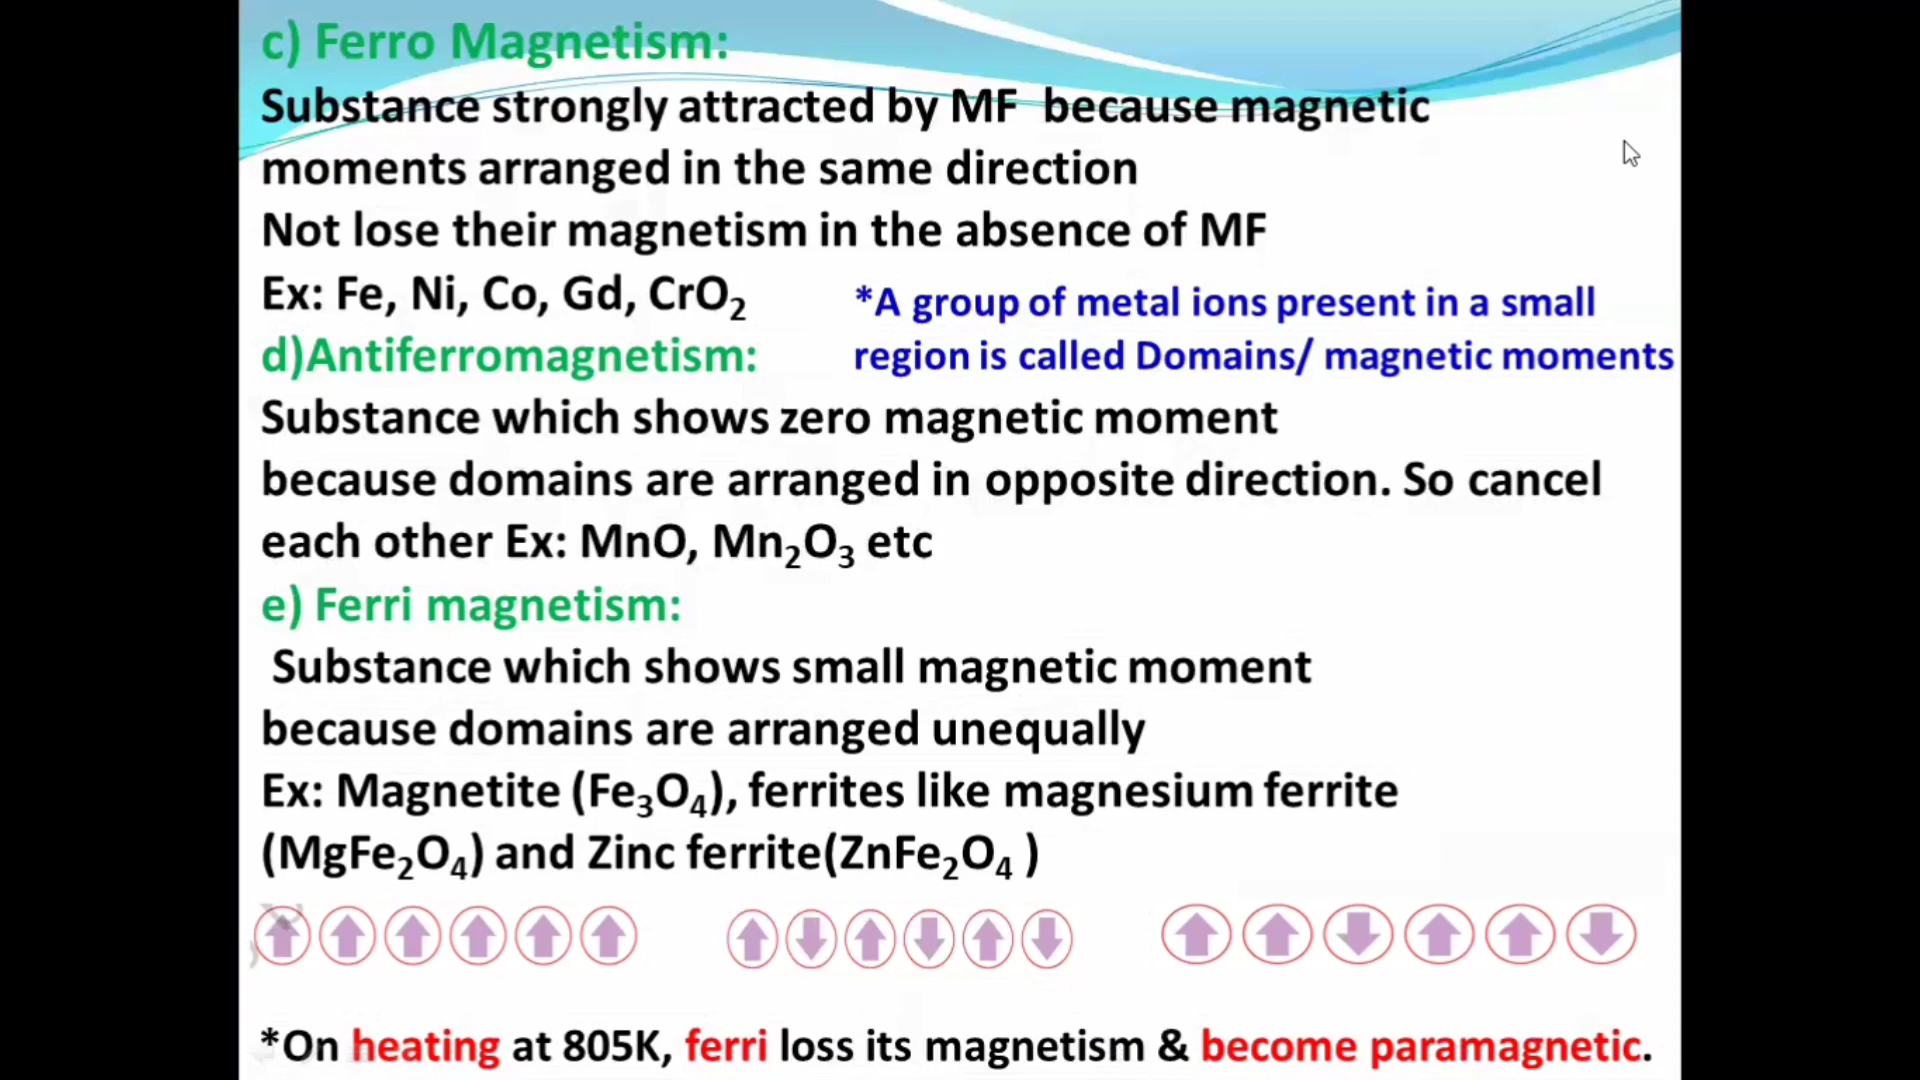 c) Ferro Magnetism:
Substance strongly attracted by MF because magnetic
moments arranged in the same direction
Not lose their magnetism in the absence of MF
Ex: Fe, Ni, Co, Gd, CrO₂
*A group of metal ions present in a small
region is called Domains/ magnetic moments
d)Antiferromagnetism:
Substance which shows zero magnetic moment
because domains are arranged in opposite direction. So cancel
each other Ex: MnO, Mn₂O₃ etc
e) Ferri magnetism:
Substance which shows small magnetic moment
because domains are arranged unequally
Ex: Magnetite (Fe₃O₄), ferrites like magnesium ferrite
(MgFe₂O₄) and Zinc ferrite(ZnFe₂O₄ )
*On heating at 805K, ferri loss its magnetism & become paramagnetic.